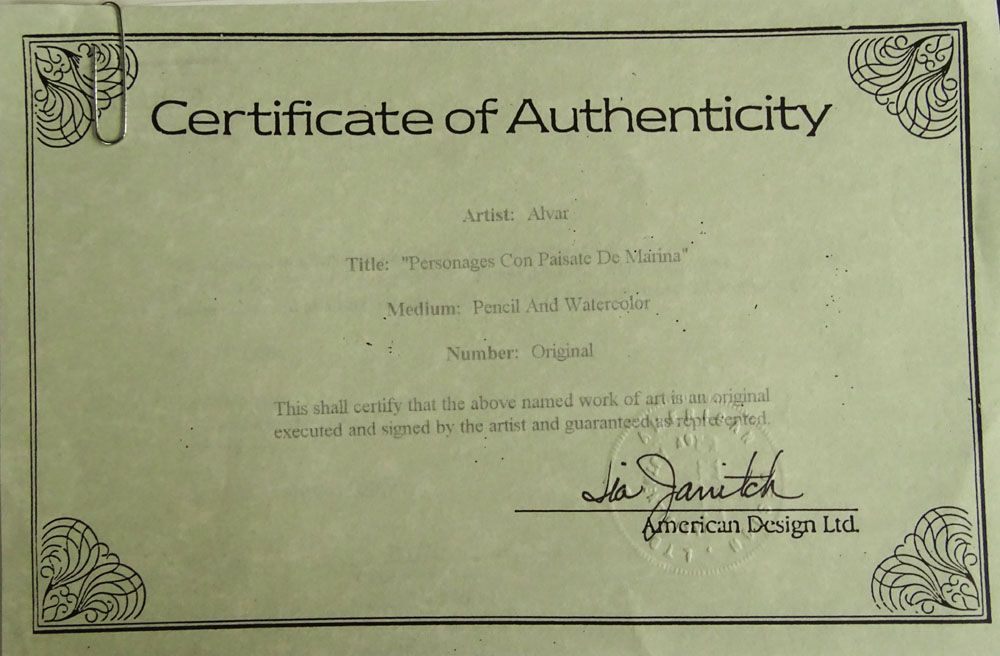 Certificate of Authenticity
Artist: Alvar
Title: "Personages Con Paisate De Marina"
Medium: Pencil And Watercolor
Number: Original
This shall certify that the above named work of art is an original
executed and signed by the artist and guaranteed as represented.
Sia Janitch
American Design Ltd.